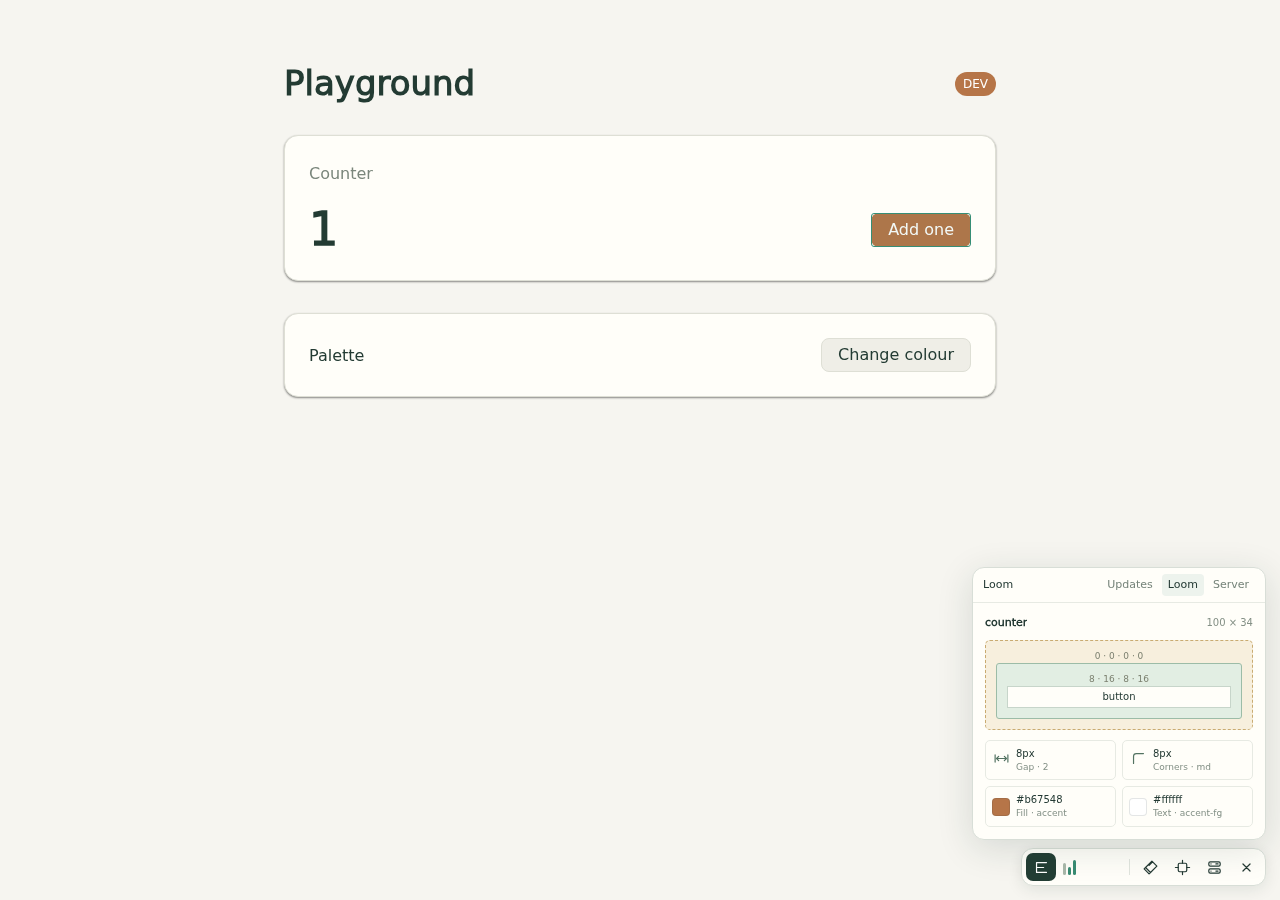 Playground
DEV
Counter
1
Add one
Palette
Change colour
Loom
Updates
Loom
Server
counter
100 × 34
0 · 0 · 0 · 0
8 · 16 · 8 · 16
button
8px
Gap · 2
8px
Corners · md
#b67548
Fill · accent
#ffffff
Text · accent-fg